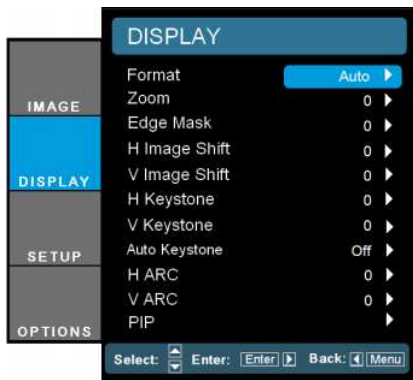 DISPLAY
IMAGE
DISPLAY
SETUP
OPTIONS
Format Auto
Zoom 0
Edge Mask 0
H Image Shift 0
V Image Shift 0
H Keystone 0
V Keystone 0
Auto Keystone Off
H ARC 0
V ARC 0
PIP
Select: Enter: Enter Back: Menu